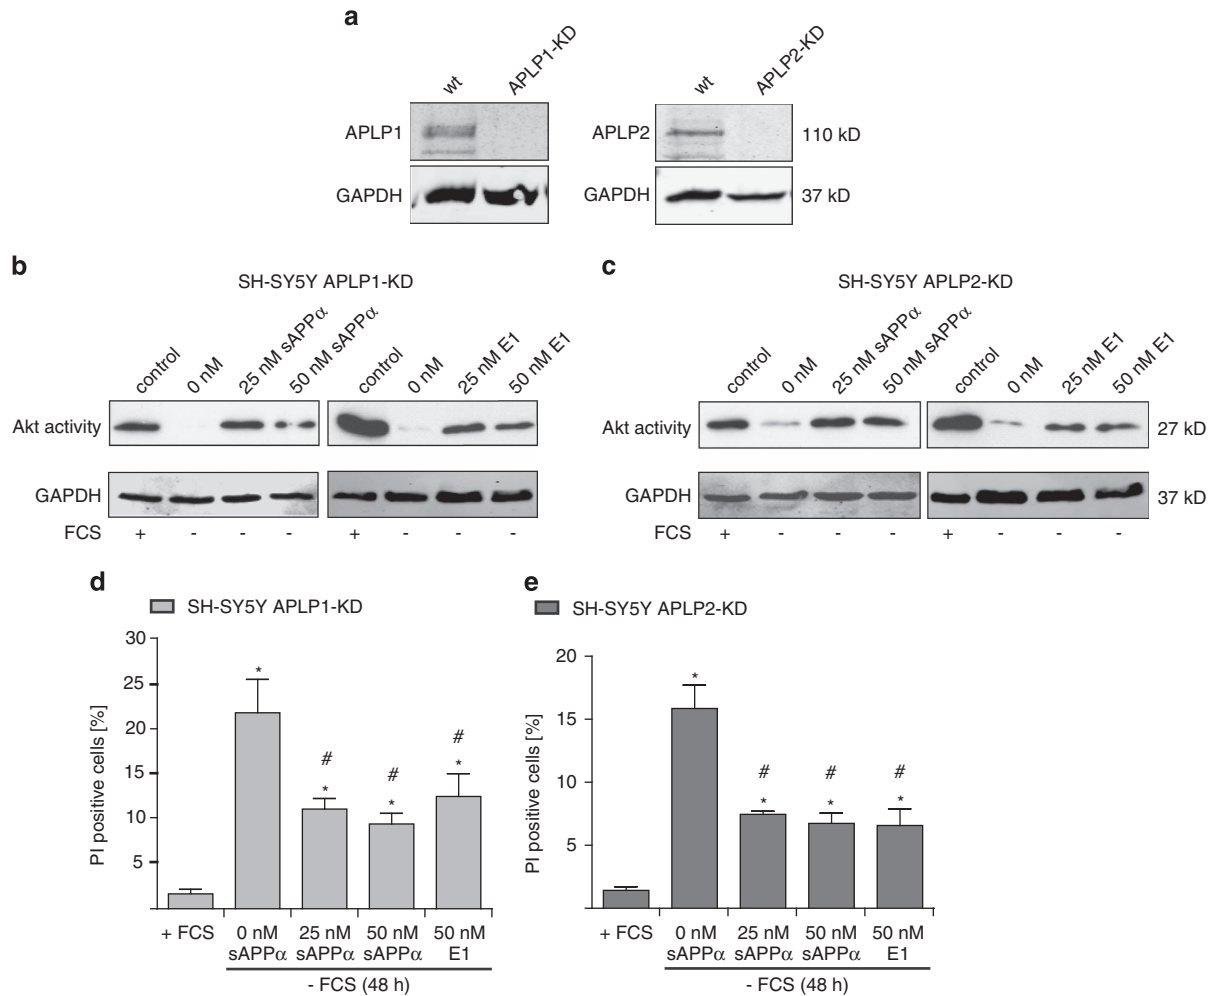 a
wt APLP1-KD wt APLP2-KD
APLP1 APLP2 110 kD
GAPDH GAPDH 37 kD
b
SH-SY5Y APLP1-KD
control 0 nM 25 nM sAPPα 50 nM sAPPα control 0 nM 25 nM E1 50 nM E1
Akt activity
GAPDH
FCS + - - - + - - -
c
SH-SY5Y APLP2-KD
control 0 nM 25 nM sAPPα 50 nM sAPPα control 0 nM 25 nM E1 50 nM E1
Akt activity 27 kD
GAPDH 37 kD
FCS + - - - + - - -
d
SH-SY5Y APLP1-KD
PI positive cells [%]
30
25
20
15
10
5
*
# # #
* * *
+ FCS 0 nM 25 nM 50 nM 50 nM
sAPPα sAPPα sAPPα E1
- FCS (48 h)
e
SH-SY5Y APLP2-KD
PI positive cells [%]
20
15
10
5
*
# # #
* * *
+ FCS 0 nM 25 nM 50 nM 50 nM
sAPPα sAPPα sAPPα E1
- FCS (48 h)